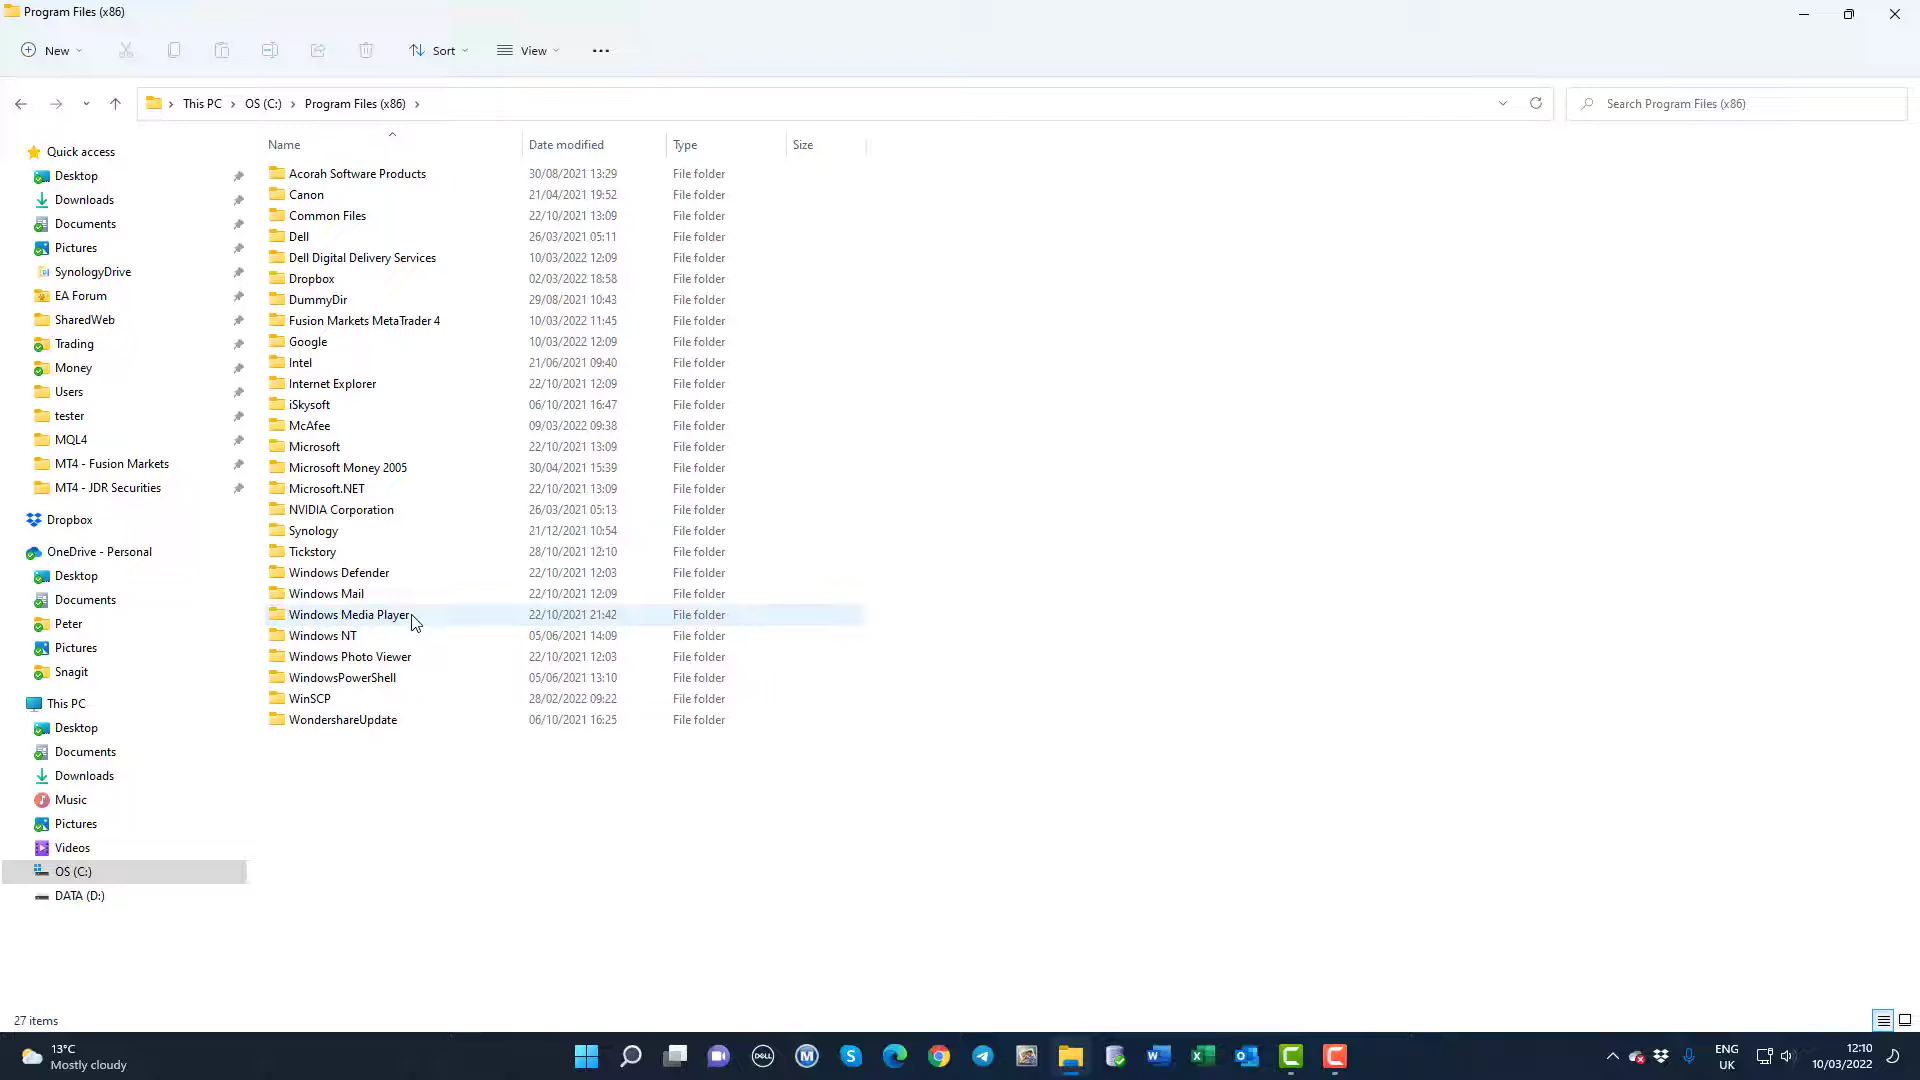 Program Files (x86)
New
Sort
View
This PC
OS (C:)
Program Files (x86)
Search Program Files (x86)
Name Date modified Type Size
Quick access
Desktop
Downloads
Documents
Pictures
SynologyDrive
EA Forum
SharedWeb
Trading
Money
Users
tester
MQL4
MT4 - Fusion Markets
MT4 - JDR Securities
Dropbox
OneDrive - Personal
Desktop
Documents
Peter
Pictures
Snagit
This PC
Desktop
Documents
Downloads
Music
Pictures
Videos
OS (C:)
DATA (D:)
Acorah Software Products 30/08/2021 13:29 File folder
Canon 21/04/2021 19:52 File folder
Common Files 22/10/2021 13:09 File folder
Dell 26/03/2021 05:11 File folder
Dell Digital Delivery Services 10/03/2022 12:09 File folder
Dropbox 02/03/2022 18:58 File folder
DummyDir 29/08/2021 10:43 File folder
Fusion Markets MetaTrader 4 10/03/2022 11:45 File folder
Google 10/03/2022 12:09 File folder
Intel 21/06/2021 09:40 File folder
Internet Explorer 22/10/2021 12:09 File folder
iSkysoft 06/10/2021 16:47 File folder
McAfee 09/03/2022 09:38 File folder
Microsoft 22/10/2021 13:09 File folder
Microsoft Money 2005 30/04/2021 15:39 File folder
Microsoft.NET 22/10/2021 13:09 File folder
NVIDIA Corporation 26/03/2021 05:13 File folder
Synology 21/12/2021 10:54 File folder
Tickstory 28/10/2021 12:10 File folder
Windows Defender 22/10/2021 12:03 File folder
Windows Mail 22/10/2021 12:09 File folder
Windows Media Player 22/10/2021 21:42 File folder
Windows NT 05/06/2021 14:09 File folder
Windows Photo Viewer 22/10/2021 12:03 File folder
WindowsPowerShell 05/06/2021 13:10 File folder
WinSCP 28/02/2022 09:22 File folder
WondershareUpdate 06/10/2021 16:25 File folder
27 items
13°C
Mostly cloudy
DELL
ENG
UK
12:10
10/03/2022